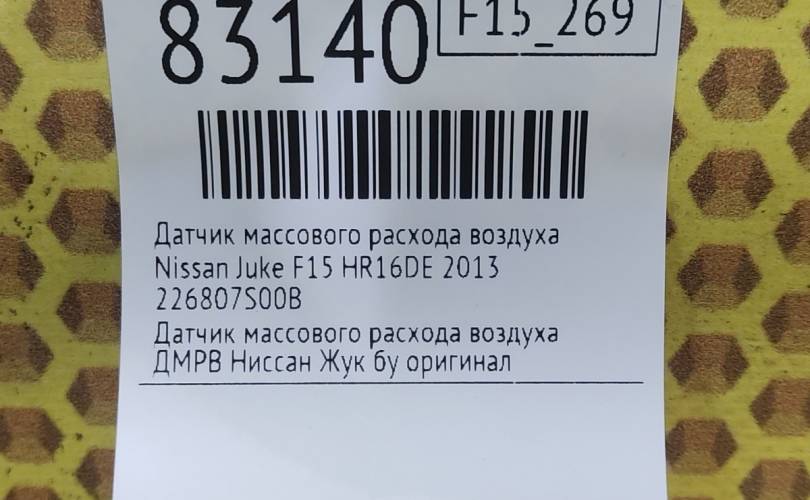 83140
F15_269
Датчик массового расхода воздуха
Nissan Juke F15 HR16DE 2013
226807S00B
Датчик массового расхода воздуха
ДМРВ Ниссан Жук бу оригинал